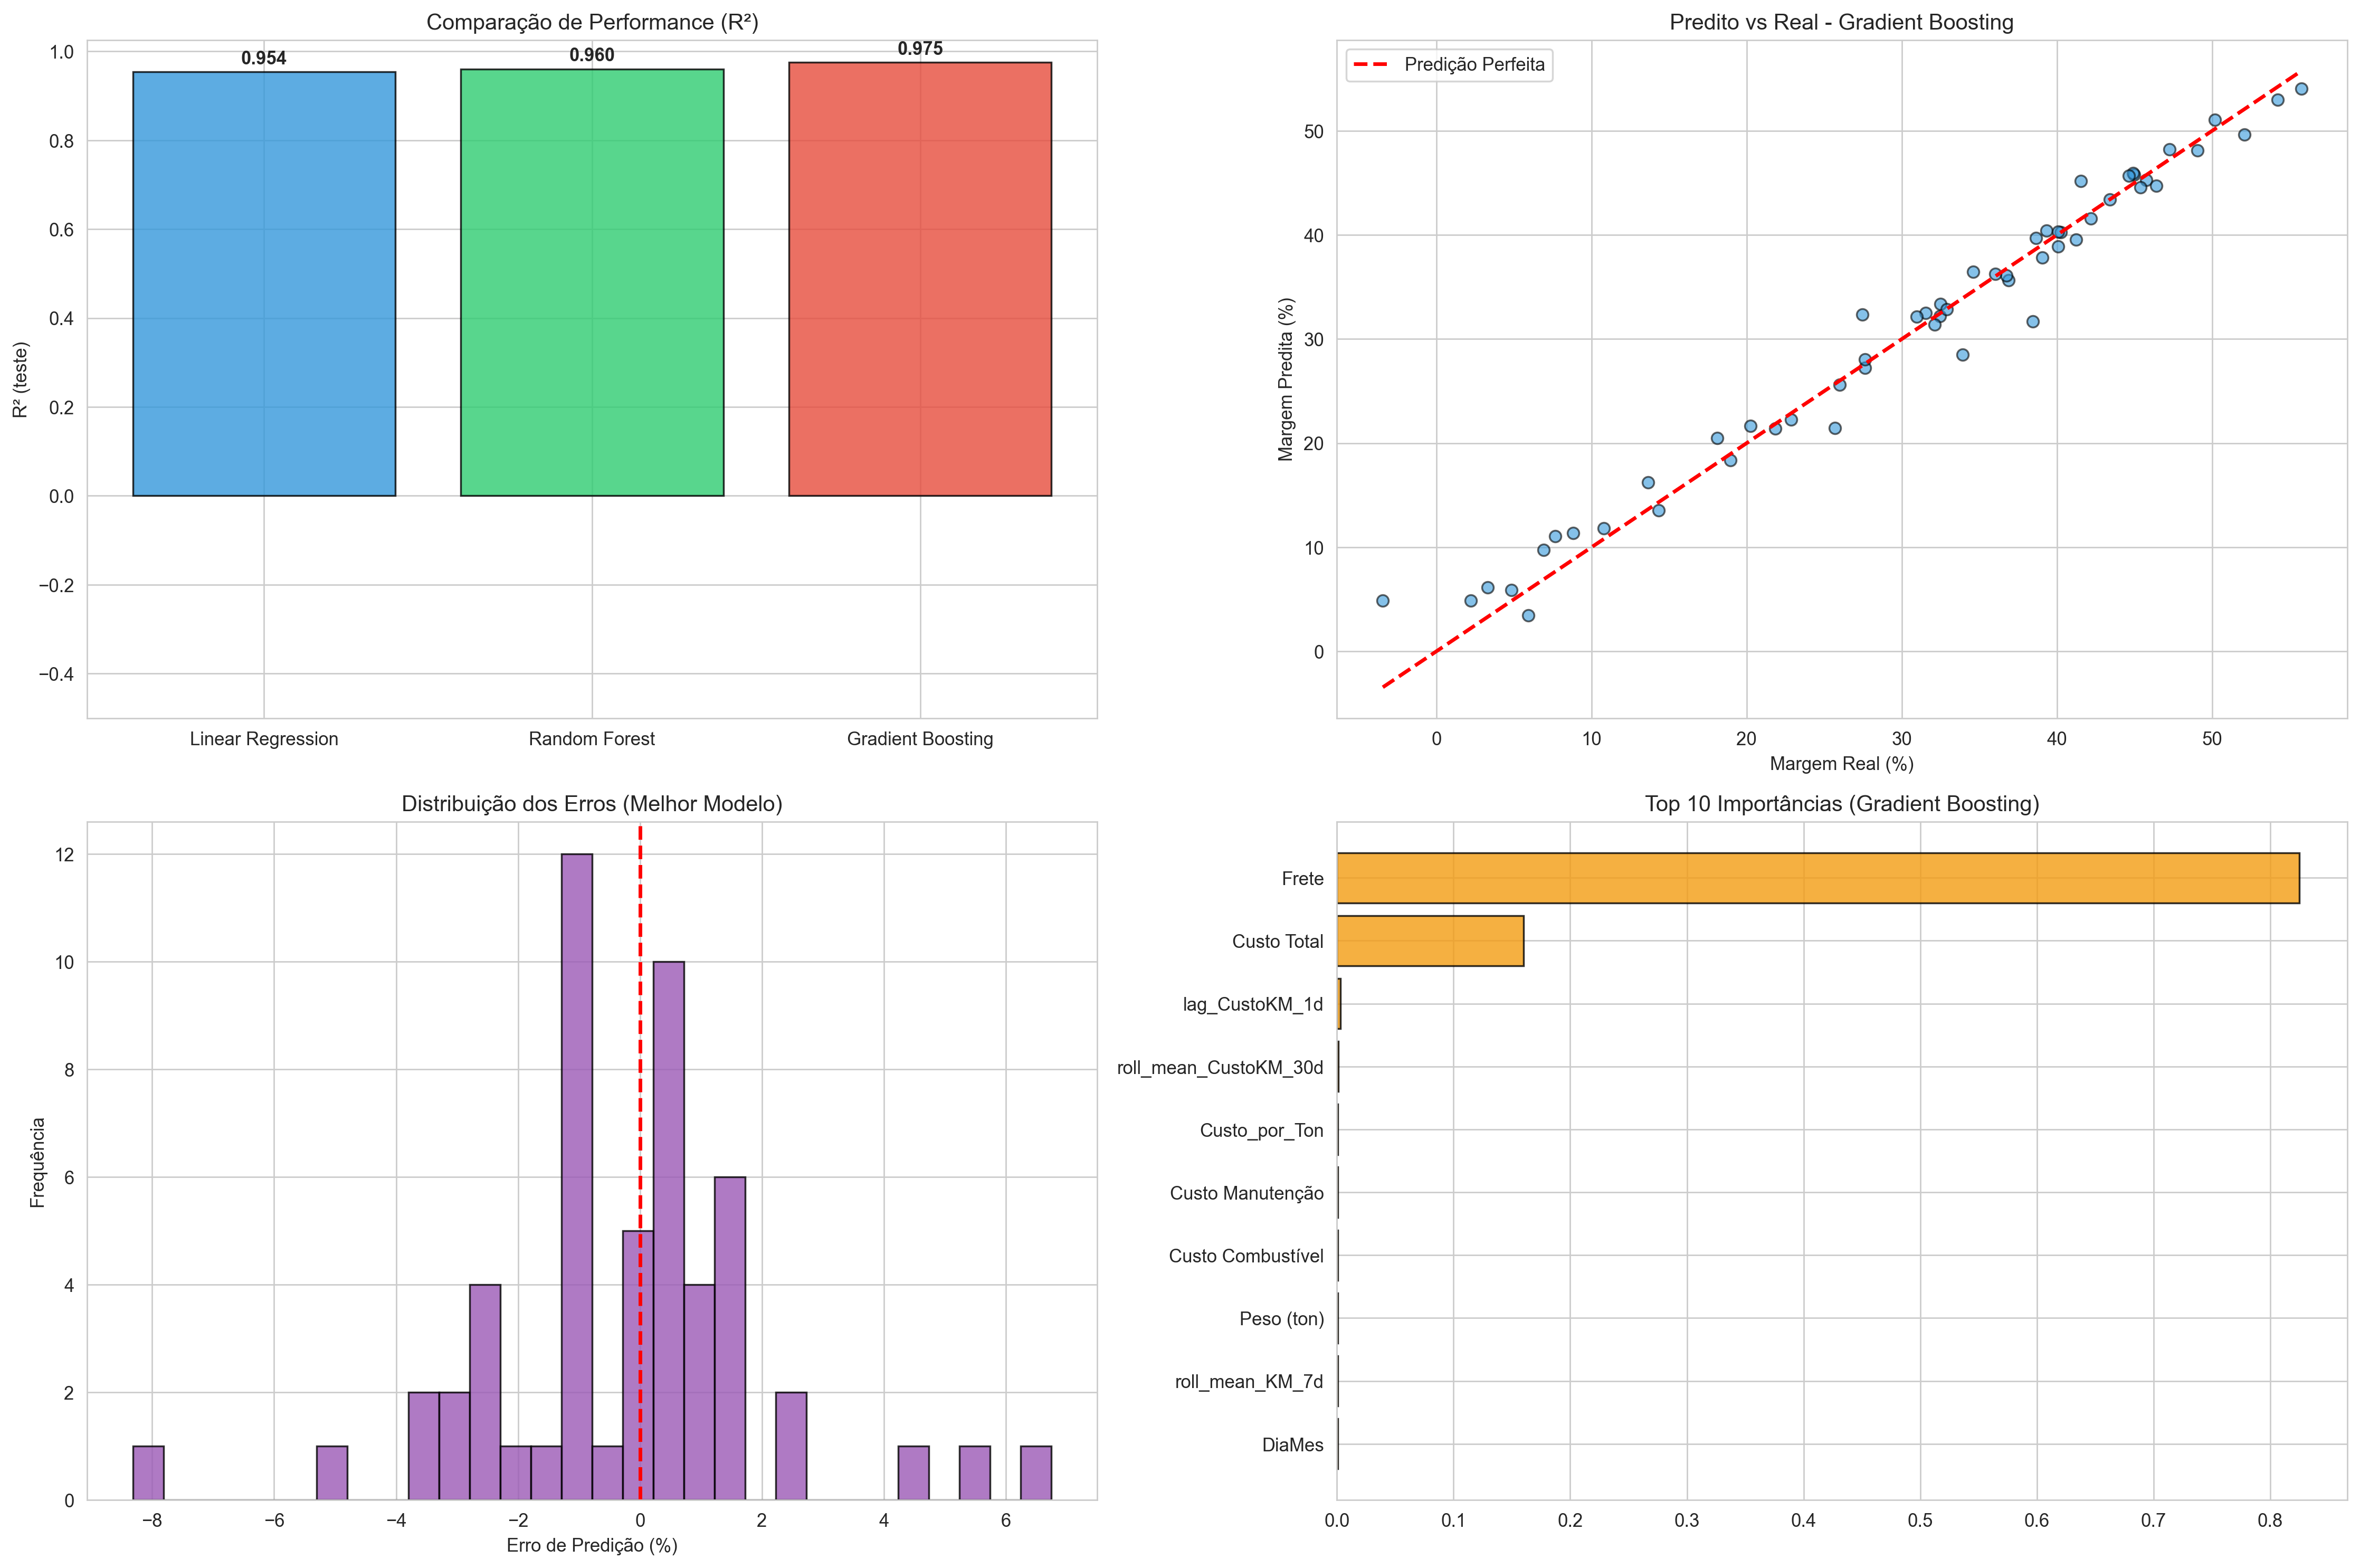 Comparação de Performance (R²)
R² (teste)
1.0
0.8
0.6
0.4
0.2
0.0
−0.2
−0.4
0.954
0.960
0.975
Linear Regression
Random Forest
Gradient Boosting
Predito vs Real - Gradient Boosting
Predição Perfeita
Margem Predita (%)
50
40
30
20
10
0
0
10
20
30
40
50
Margem Real (%)
Distribuição dos Erros (Melhor Modelo)
Frequência
12
10
8
6
4
2
0
−8
−6
−4
−2
0
2
4
6
Erro de Predição (%)
Top 10 Importâncias (Gradient Boosting)
Frete
Custo Total
lag_CustoKM_1d
roll_mean_CustoKM_30d
Custo_por_Ton
Custo Manutenção
Custo Combustível
Peso (ton)
roll_mean_KM_7d
DiaMes
0.0
0.1
0.2
0.3
0.4
0.5
0.6
0.7
0.8